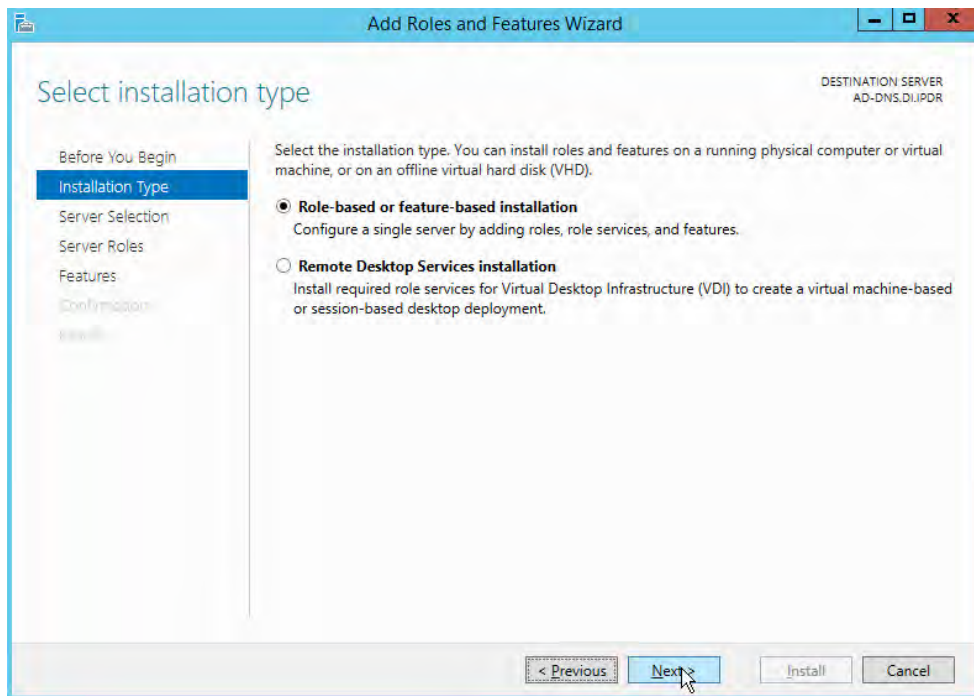 Add Roles and Features Wizard
Select installation type
DESTINATION SERVER
AD-DNS.DI.IPDR
Before You Begin
Installation Type
Server Selection
Server Roles
Features
Confirmation
Results
Select the installation type. You can install roles and features on a running physical computer or virtual
machine, or on an offline virtual hard disk (VHD).
Role-based or feature-based installation
Configure a single server by adding roles, role services, and features.
Remote Desktop Services installation
Install required role services for Virtual Desktop Infrastructure (VDI) to create a virtual machine-based
or session-based desktop deployment.
< Previous
Next >
Install
Cancel